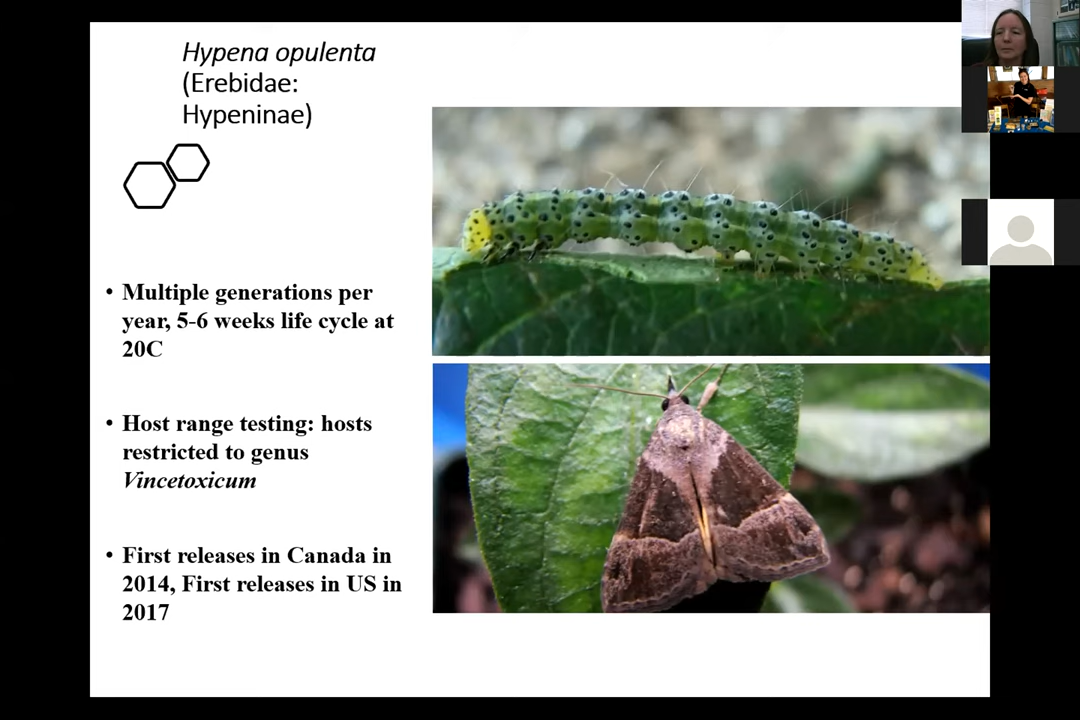 Hypena opulenta
(Erebidae:
Hypeninae)
• Multiple generations per
year, 5-6 weeks life cycle at
20C
• Host range testing: hosts
restricted to genus
Vincetoxicum
• First releases in Canada in
2014, First releases in US in
2017